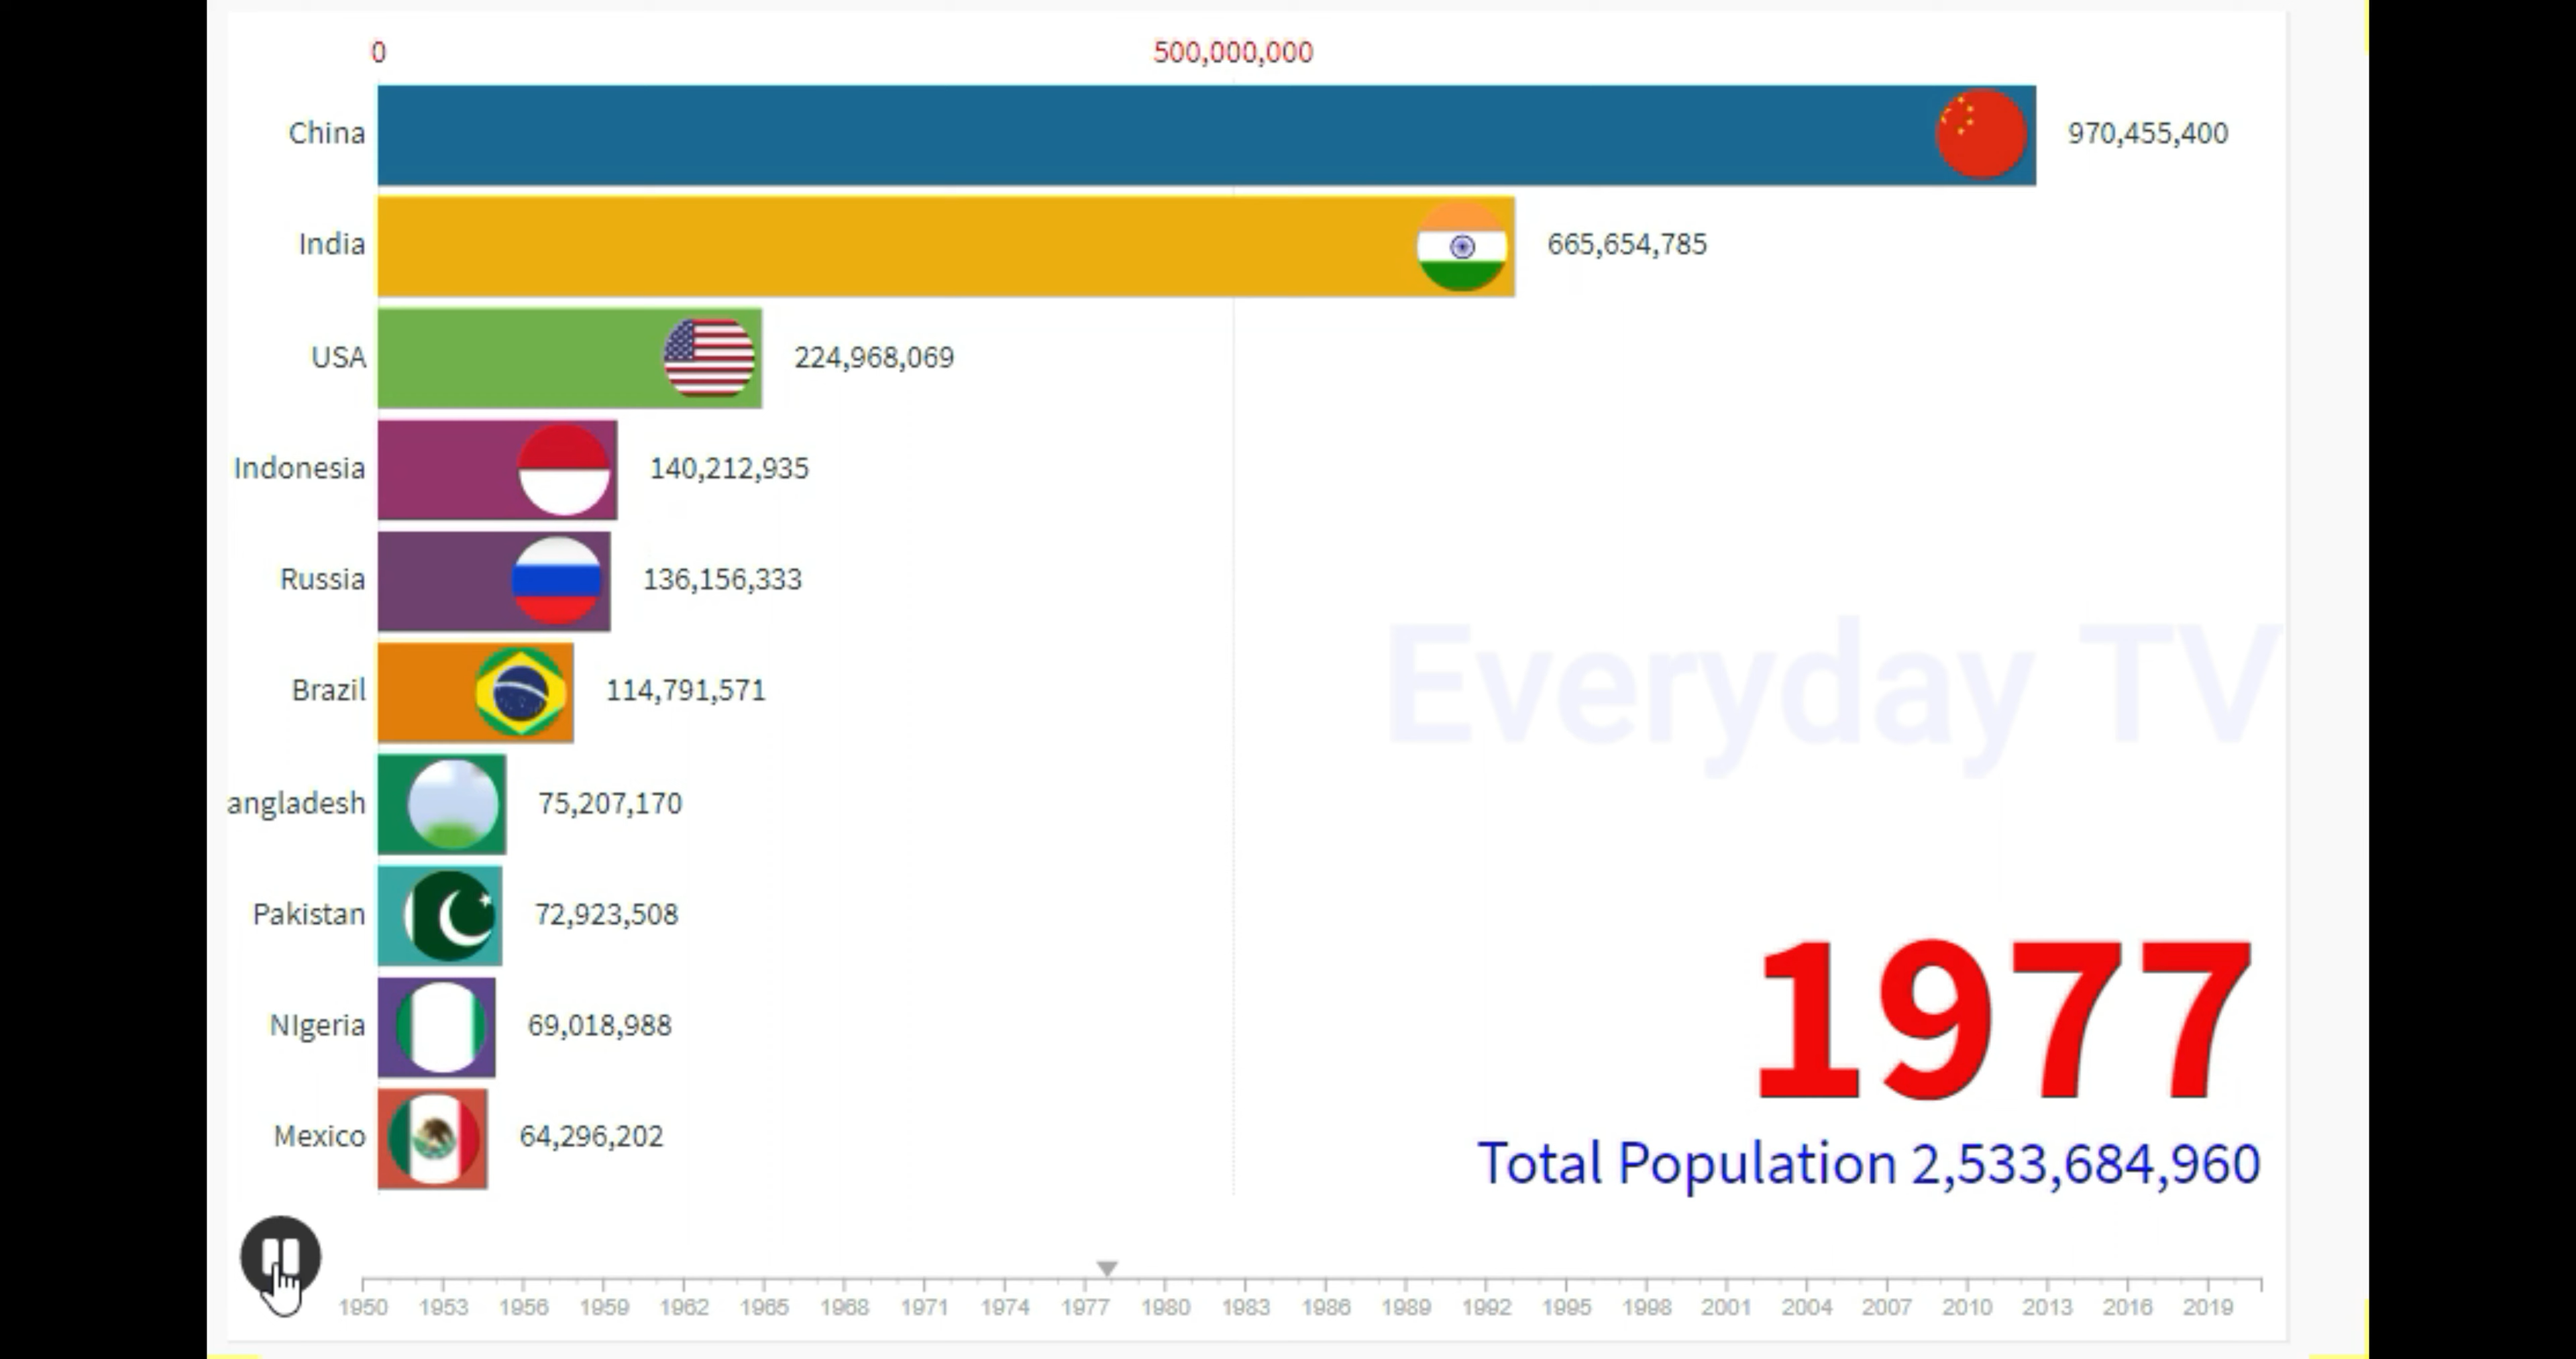 0 500,000,000
China 970,455,400
India 665,654,785
USA 224,968,069
Indonesia 140,212,935
Russia 136,156,333
Brazil 114,791,571
angladesh 75,207,170
Pakistan 72,923,508
NIgeria 69,018,988
Mexico 64,296,202
Everyday TV
1977
Total Population 2,533,684,960
1950 1953 1956 1959 1962 1965 1968 1971 1974 1977 1980 1983 1986 1989 1992 1995 1998 2001 2004 2007 2010 2013 2016 2019